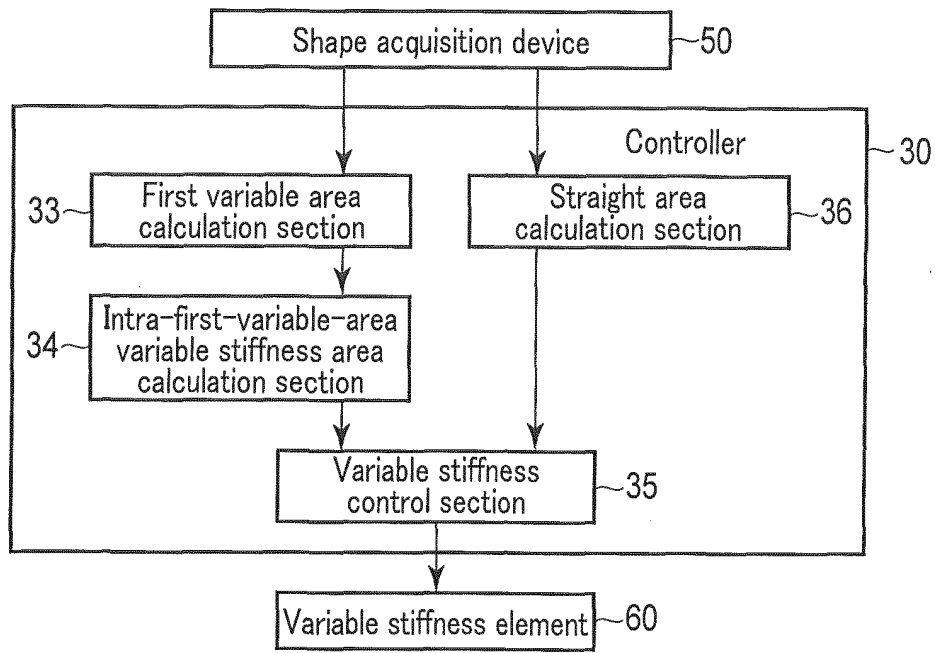 Shape acquisition device
50
Controller
30
First variable area
calculation section
33
Straight area
calculation section
36
Intra-first-variable-area
variable stiffness area
calculation section
34
Variable stiffness
control section
35
Variable stiffness element
60